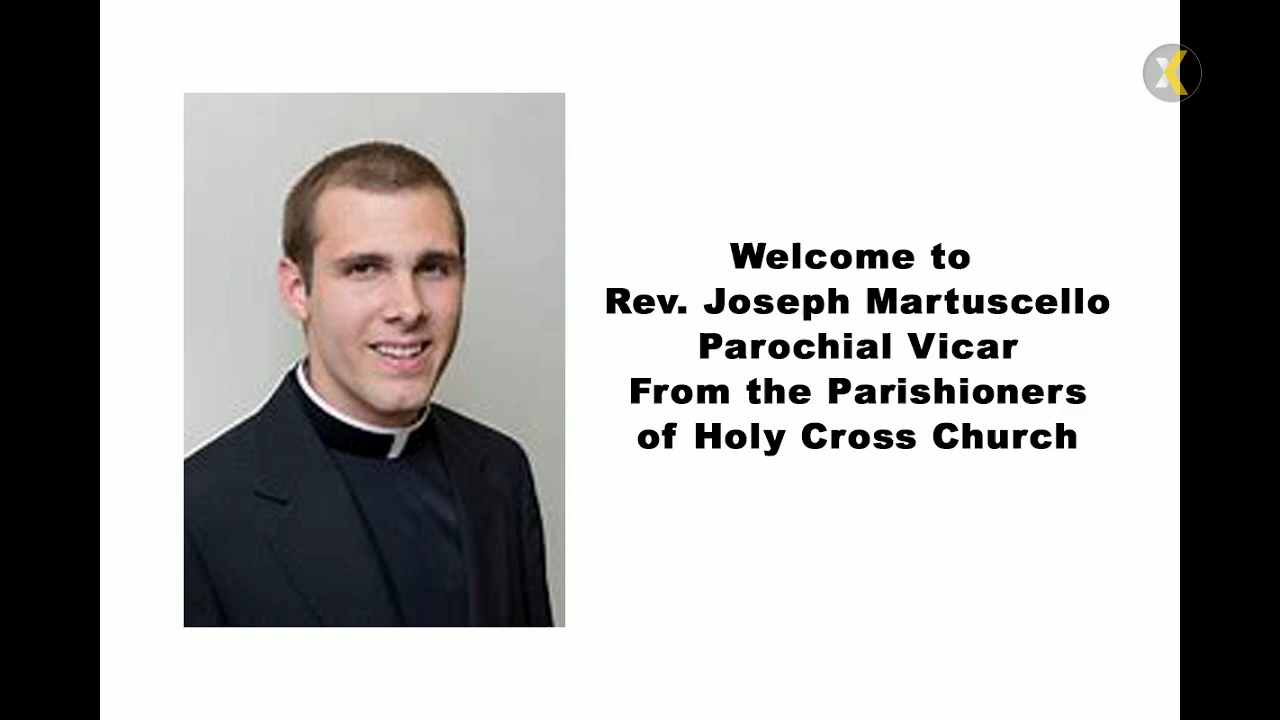 Welcome to
Rev. Joseph Martuscello
Parochial Vicar
From the Parishioners
of Holy Cross Church